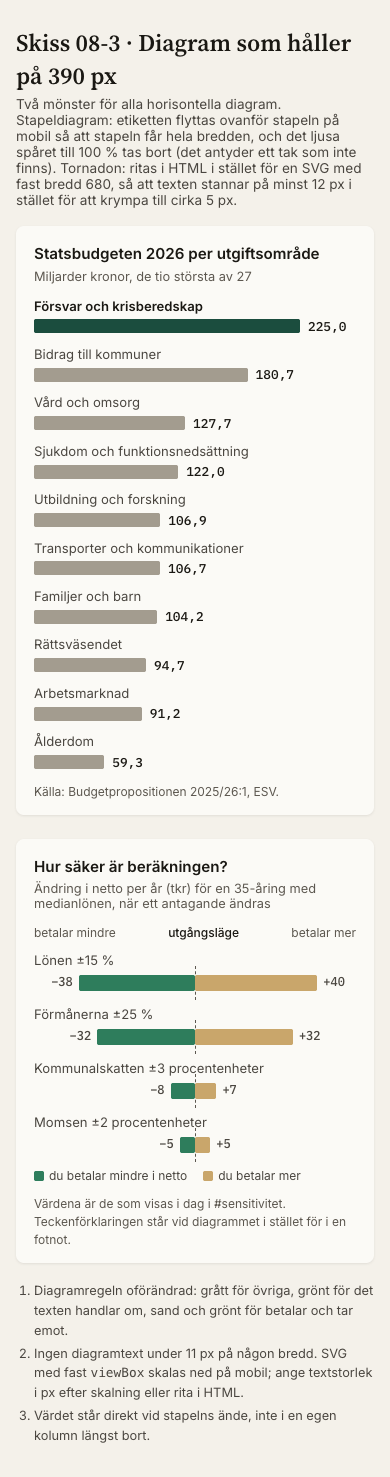 Skiss 08-3 · Diagram som håller
på 390 px
Två mönster för alla horisontella diagram.
Stapeldiagram: etiketten flyttas ovanför stapeln på
mobil så att stapeln får hela bredden, och det ljusa
spåret till 100 % tas bort (det antyder ett tak som inte
finns). Tornadon: ritas i HTML i stället för en SVG med
fast bredd 680, så att texten stannar på minst 12 px i
stället för att krympa till cirka 5 px.
Statsbudgeten 2026 per utgiftsområde
Miljarder kronor, de tio största av 27
Försvar och krisberedskap
225,0
Bidrag till kommuner
180,7
Vård och omsorg
127,7
Sjukdom och funktionsnedsättning
122,0
Utbildning och forskning
106,9
Transporter och kommunikationer
106,7
Familjer och barn
104,2
Rättsväsendet
94,7
Arbetsmarknad
91,2
Ålderdom
59,3
Källa: Budgetpropositionen 2025/26:1, ESV.
Hur säker är beräkningen?
Ändring i netto per år (tkr) för en 35-åring med
medianlönen, när ett antagande ändras
betalar mindre utgångsläge betalar mer
Lönen ±15 %
−38 +40
Förmånerna ±25 %
−32 +32
Kommunalskatten ±3 procentenheter
−8 +7
Momsen ±2 procentenheter
−5 +5
du betalar mindre i netto du betalar mer
Värdena är de som visas i dag i #sensitivitet.
Teckenförklaringen står vid diagrammet i stället för i en
fotnot.
1. Diagramregeln oförändrad: grått för övriga, grönt för det
texten handlar om, sand och grönt för betalar och tar
emot.
2. Ingen diagramtext under 11 px på någon bredd. SVG
med fast viewBox skalas ned på mobil; ange textstorlek
i px efter skalning eller rita i HTML.
3. Värdet står direkt vid stapelns ände, inte i en egen
kolumn längst bort.